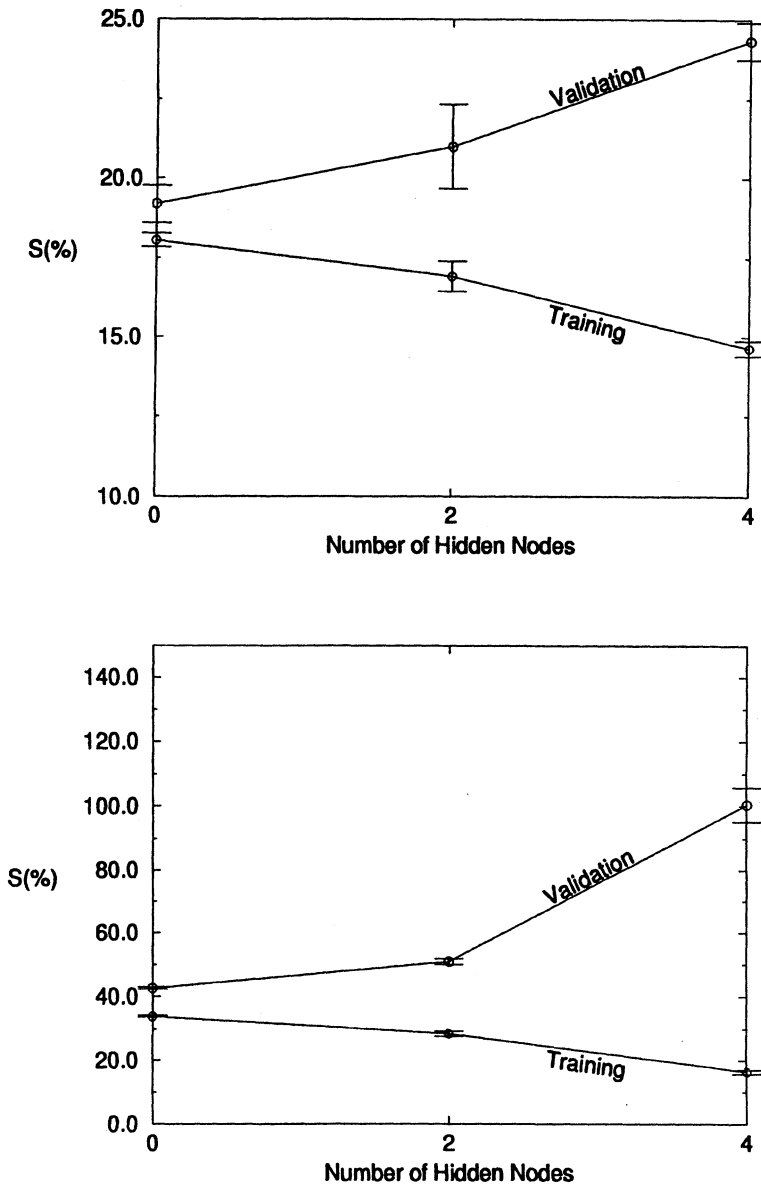 25.0
Validation
20.0
S(%)
Training
15.0
10.0
0 2 4
Number of Hidden Nodes
140.0
120.0
100.0
Validation
S(%) 80.0
60.0
40.0
20.0
Training
0.0
0 2 4
Number of Hidden Nodes